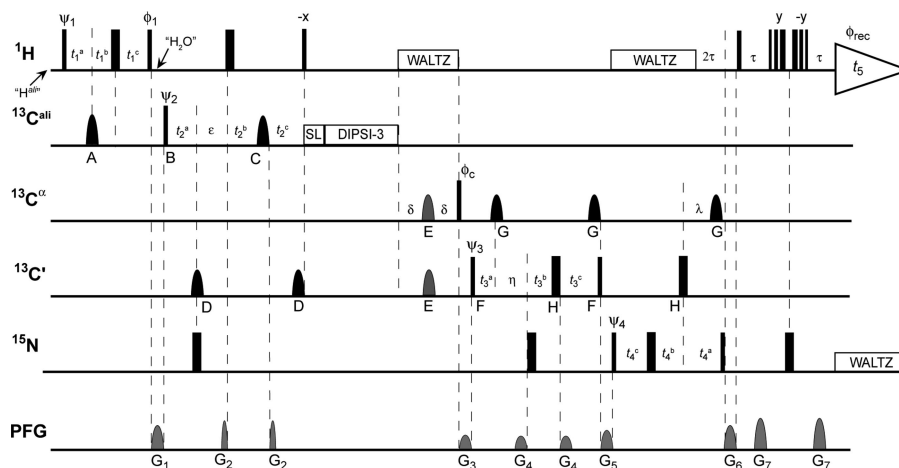 ψ₁ ϕ₁ -x y -y ϕrec
¹H t₁ᵃ t₁ᵇ t₁ᶜ "H₂O" WALTZ WALTZ 2τ τ τ t₅
"Hᵃˡⁱ"
¹³Cᵃˡⁱ ψ₂ t₂ᵃ ε t₂ᵇ t₂ᶜ SL DIPSI-3
A B C
¹³Cᵅ δ δ ϕc λ
E G G G
¹³C' ψ₃ t₃ᵃ η t₃ᵇ t₃ᶜ
D D E F H F H
¹⁵N ψ₄ t₄ᶜ t₄ᵇ t₄ᵃ WALTZ
PFG
G₁ G₂ G₂ G₃ G₄ G₄ G₅ G₆ G₇ G₇